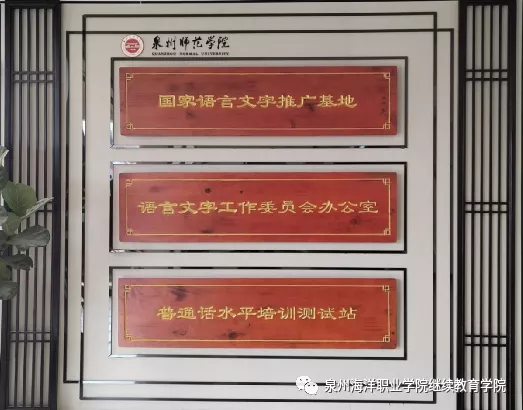 泉州师范学院
QUANZHOU NORMAL UNIVERSITY
国家语言文字推广基地
语言文字工作委员会办公室
普通话水平培训测试站
泉州海洋职业学院继续教育学院